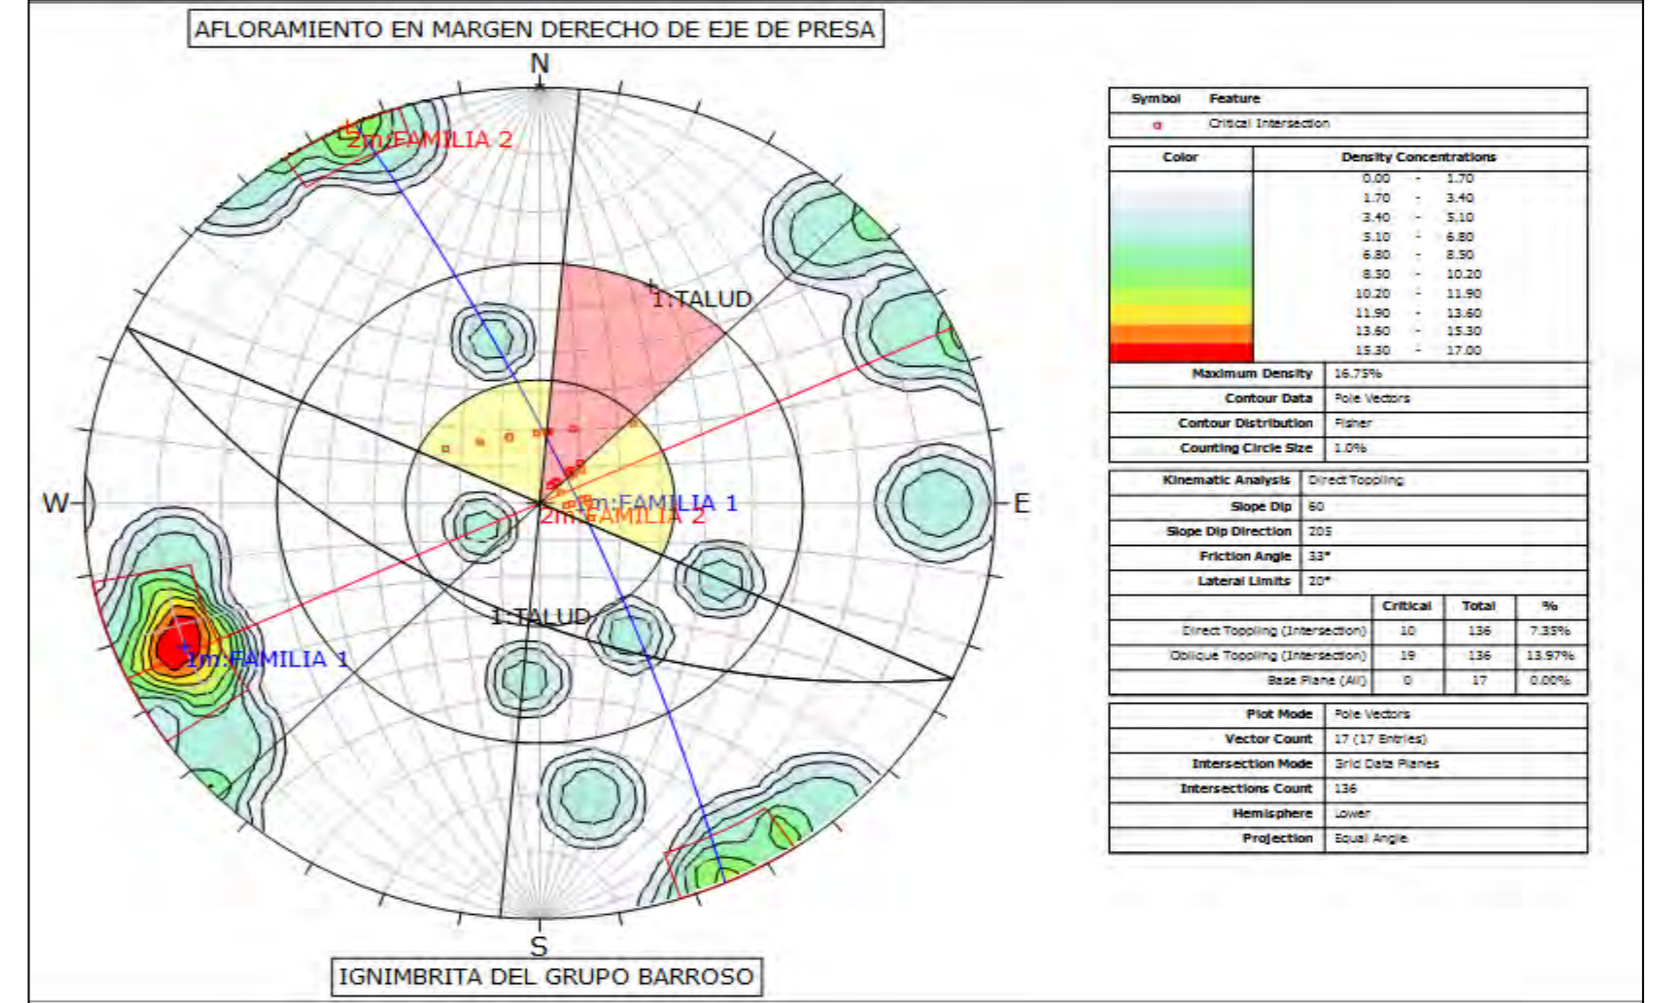 AFLORAMIENTO EN MARGEN DERECHO DE EJE DE PRESA
N
2m:FAMILIA 2
1:TALUD
W
E
1m:FAMILIA 1
2m:FAMILIA 2
1:TALUD
1m:FAMILIA 1
S
IGNIMBRITA DEL GRUPO BARROSO
Symbol Feature
Critical Intersection
Color Density Concentrations
0.00 - 1.70
1.70 - 3.40
3.40 - 5.10
5.10 - 6.80
6.80 - 8.50
8.50 - 10.20
10.20 - 11.90
11.90 - 13.60
13.60 - 15.30
15.30 - 17.00
Maximum Density 16.75%
Contour Data Pole Vectors
Contour Distribution Fisher
Counting Circle Size 1.0%
Kinematic Analysis Direct Toppling
Slope Dip 60
Slope Dip Direction 205
Friction Angle 33°
Lateral Limits 20°
Critical Total %
Direct Toppling (Intersection) 10 136 7.35%
Oblique Toppling (Intersection) 19 136 13.97%
Base Plane (All) 0 17 0.00%
Plot Mode Pole Vectors
Vector Count 17 (17 Entries)
Intersection Mode Grid Data Planes
Intersections Count 136
Hemisphere Lower
Projection Equal Angle